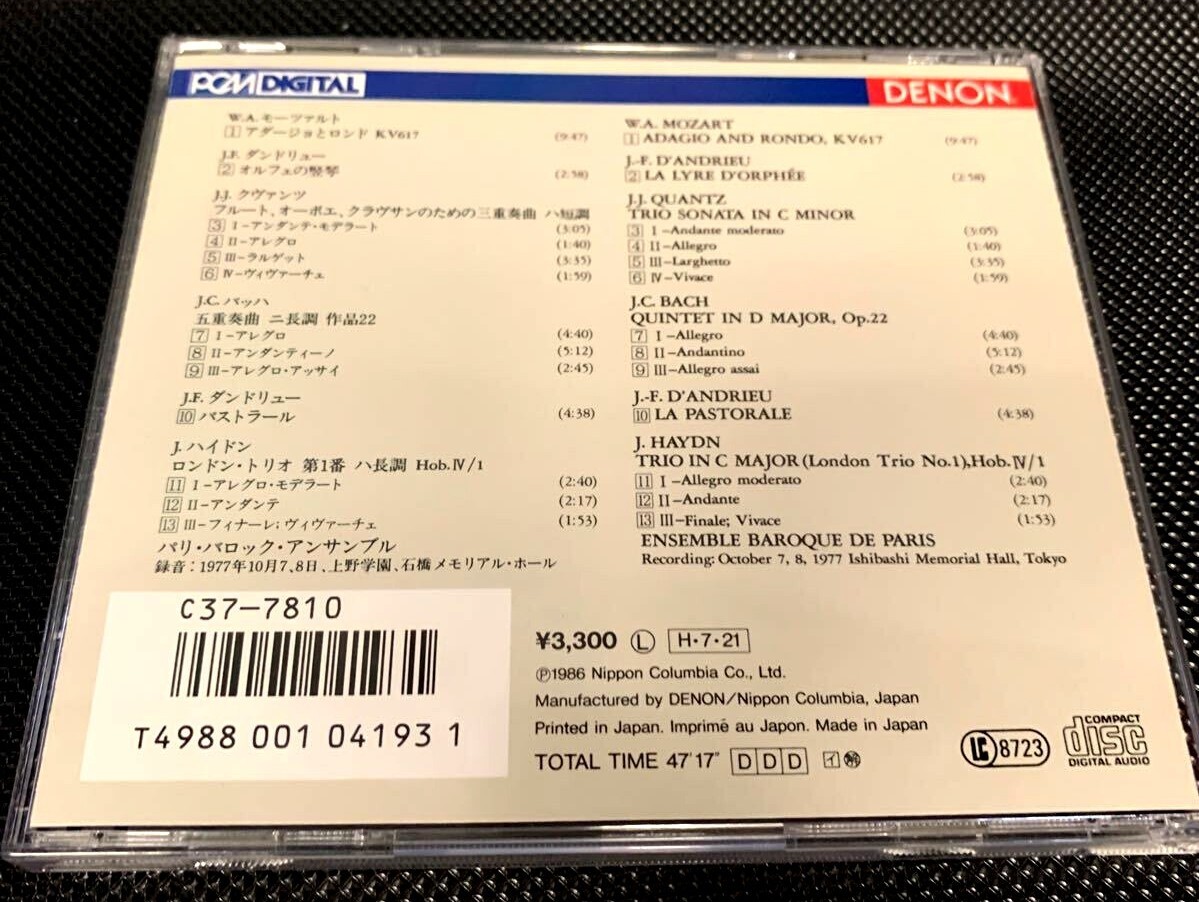 PCM DIGITAL
DENON
W.A. モーツァルト
1 アダージョとロンド KV617 (9:47)
J.F. ダンドリュー
2 オルフェの竪琴 (2:58)
J.J. クヴァンツ
フルート、オーボエ、クラヴサンのための三重奏曲 ハ短調
3 I-アンダンテ・モデラート (3:05)
4 II-アレグロ (1:40)
5 III-ラルゲット (3:35)
6 IV-ヴィヴァーチェ (1:59)
J.C. バッハ
五重奏曲 ニ長調 作品22
7 I-アレグロ (4:40)
8 II-アンダンティーノ (5:12)
9 III-アレグロ・アッサイ (2:45)
J.F. ダンドリュー
10 パストラール (4:38)
J. ハイドン
ロンドン・トリオ 第1番 ハ長調 Hob.IV/1
11 I-アレグロ・モデラート (2:40)
12 II-アンダンテ (2:17)
13 III-フィナーレ; ヴィヴァーチェ (1:53)
パリ・バロック・アンサンブル
録音:1977年10月7、8日、上野学園、石橋メモリアル・ホール
W.A. MOZART
1 ADAGIO AND RONDO, KV617 (9:47)
J.-F. D'ANDRIEU
2 LA LYRE D'ORPHÉE (2:58)
J.J. QUANTZ
TRIO SONATA IN C MINOR
3 I-Andante moderato (3:05)
4 II-Allegro (1:40)
5 III-Larghetto (3:35)
6 IV-Vivace (1:59)
J.C. BACH
QUINTET IN D MAJOR, Op.22
7 I-Allegro (4:40)
8 II-Andantino (5:12)
9 III-Allegro assai (2:45)
J.-F. D'ANDRIEU
10 LA PASTORALE (4:38)
J. HAYDN
TRIO IN C MAJOR (London Trio No.1), Hob.IV/1
11 I-Allegro moderato (2:40)
12 II-Andante (2:17)
13 III-Finale; Vivace (1:53)
ENSEMBLE BAROQUE DE PARIS
Recording: October 7, 8, 1977 Ishibashi Memorial Hall, Tokyo
C37-7810
T4988 001 04193 1
¥3,300 Ⓛ H・7・21
Ⓟ1986 Nippon Columbia Co., Ltd.
Manufactured by DENON/Nippon Columbia, Japan
Printed in Japan. Imprimé au Japon. Made in Japan
TOTAL TIME 47'17" D D D イ 解
LC 8723
COMPACT
disc
DIGITAL AUDIO